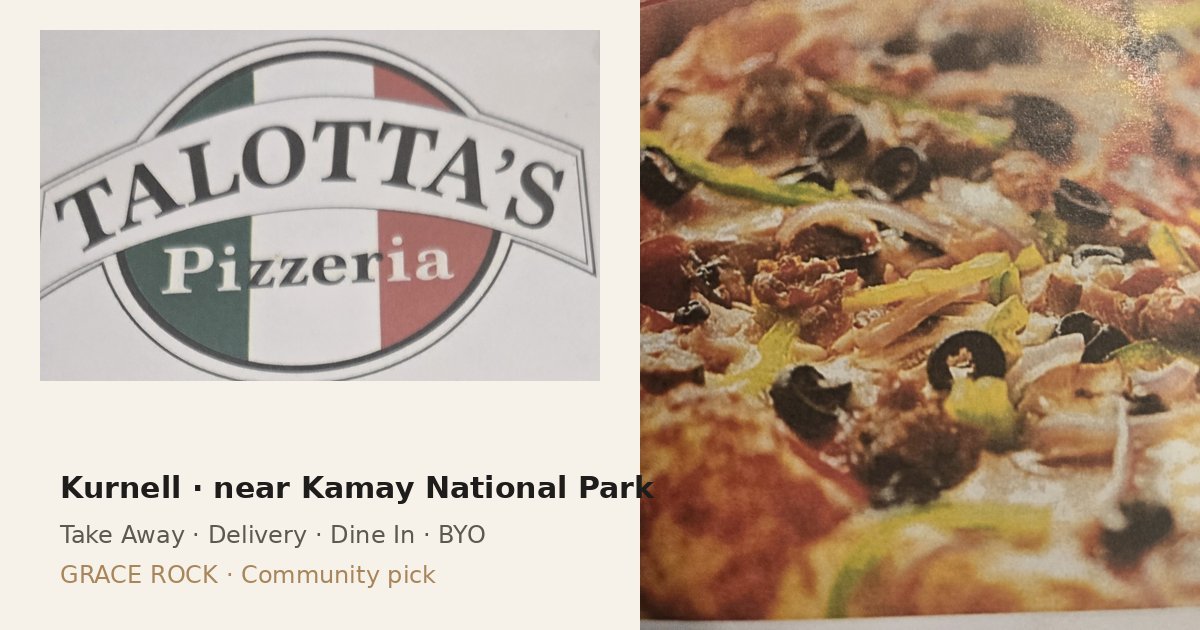 TALOTTA'S
Pizzeria
Kurnell · near Kamay National Park
Take Away · Delivery · Dine In · BYO
GRACE ROCK · Community pick